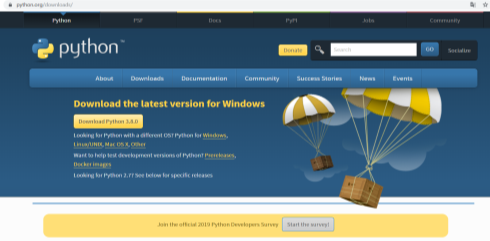 python.org/downloads/
Python PSF Docs PyPI Jobs Community
python™
Donate Search GO Socialize
About Downloads Documentation Community Success Stories News Events
Download the latest version for Windows
Download Python 3.8.0
Looking for Python with a different OS? Python for Windows,
Linux/UNIX, Mac OS X, Other
Want to help test development versions of Python? Prereleases,
Docker images
Looking for Python 2.7? See below for specific releases
Join the official 2019 Python Developers Survey Start the survey!